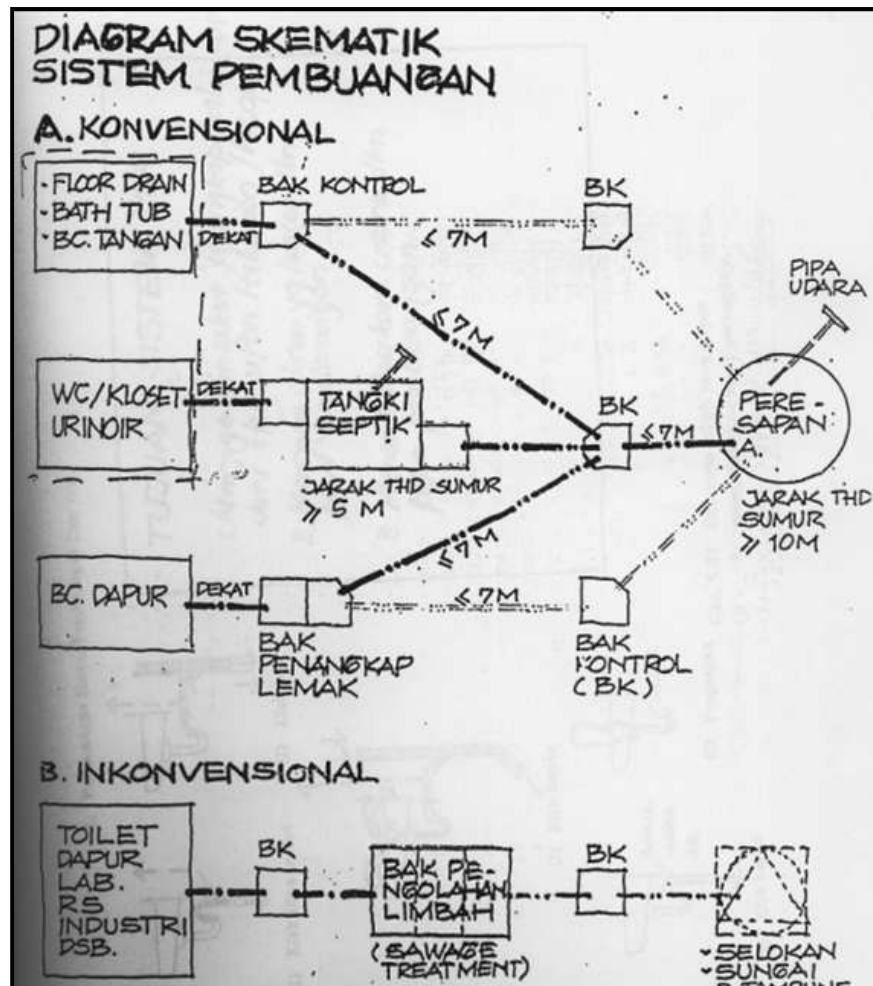 DIAGRAM SKEMATIK
SISTEM PEMBUANGAN
A. KONVENSIONAL
- FLOOR DRAIN
- BATH TUB
- BC. TANGAN
DEKAT
BAK KONTROL
≤ 7M
BK
PIPA
UDARA
≤ 7M
WC/KLOSET
URINOIR
DEKAT
TANGKI
SEPTIK
JARAK THD SUMUR
≥ 5 M
BK
≤7M
PERE-
SAPAN
A.
JARAK THD
SUMUR
≥ 10M
≤7M
BC. DAPUR
DEKAT
BAK
PENANGKAP
LEMAK
≤ 7M
BAK
KONTROL
(BK)
B. INKONVENSIONAL
TOILET
DAPUR
LAB.
RS
INDUSTRI
DSB.
BK
BAK PE-
NGOLAHAN
LIMBAH
(SAWAGE
TREATMENT)
BK
- SELOKAN
- SUNGAI